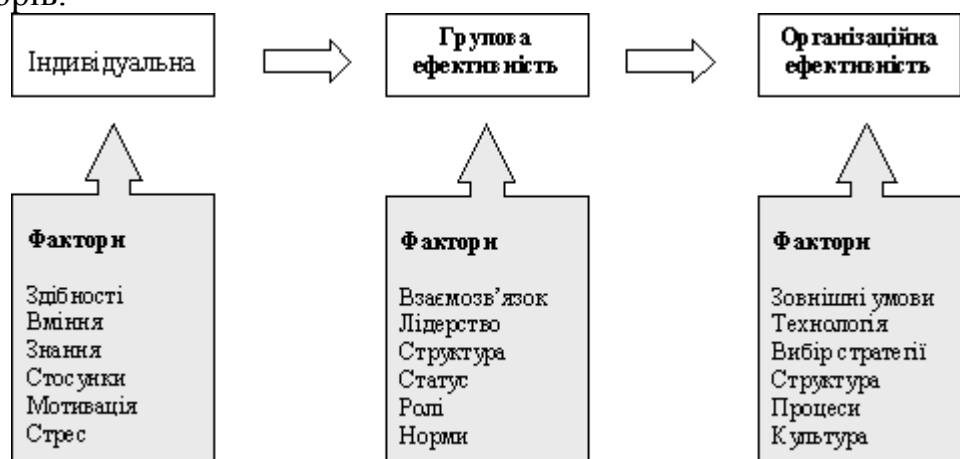 Індивідуальна
Групова
ефективність
Організаційна
ефективність
Фактори
Здібності
Вміння
Знання
Стосунки
Мотивація
Стрес
Фактори
Взаємозв’язок
Лідерство
Структура
Статус
Ролі
Норми
Фактори
Зовнішні умови
Технологія
Вибір стратегії
Структура
Процеси
Культура